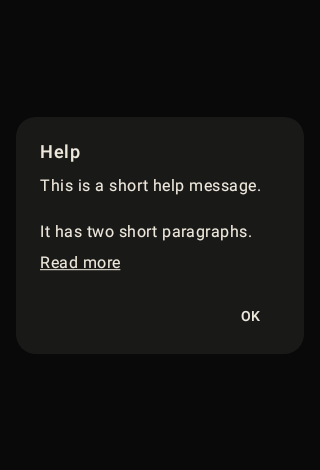 Help
This is a short help message.
It has two short paragraphs.
Read more
OK